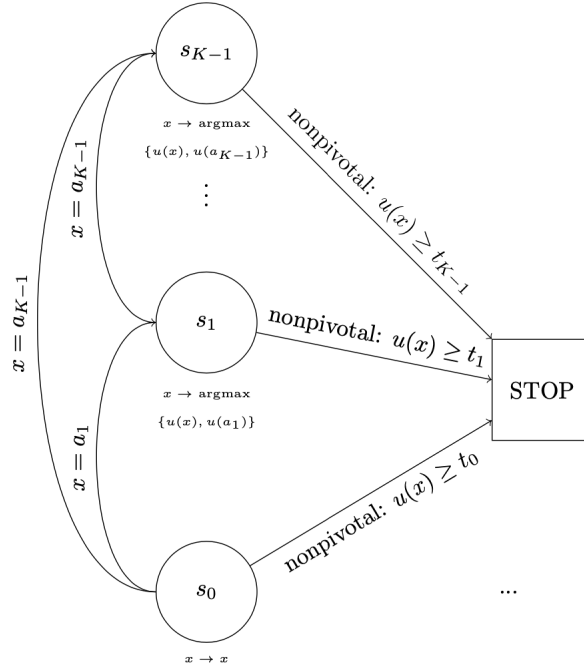 s_{K−1}
x → argmax
{u(x), u(a_{K−1})}
⋮
nonpivotal: u(x) ≥ t_{K−1}
x = a_{K−1}
x = a_{K−1}
s_1
nonpivotal: u(x) ≥ t_1
x → argmax
{u(x), u(a_1)}
STOP
x = a_1
nonpivotal: u(x) ≥ t_0
s_0
...
x → x